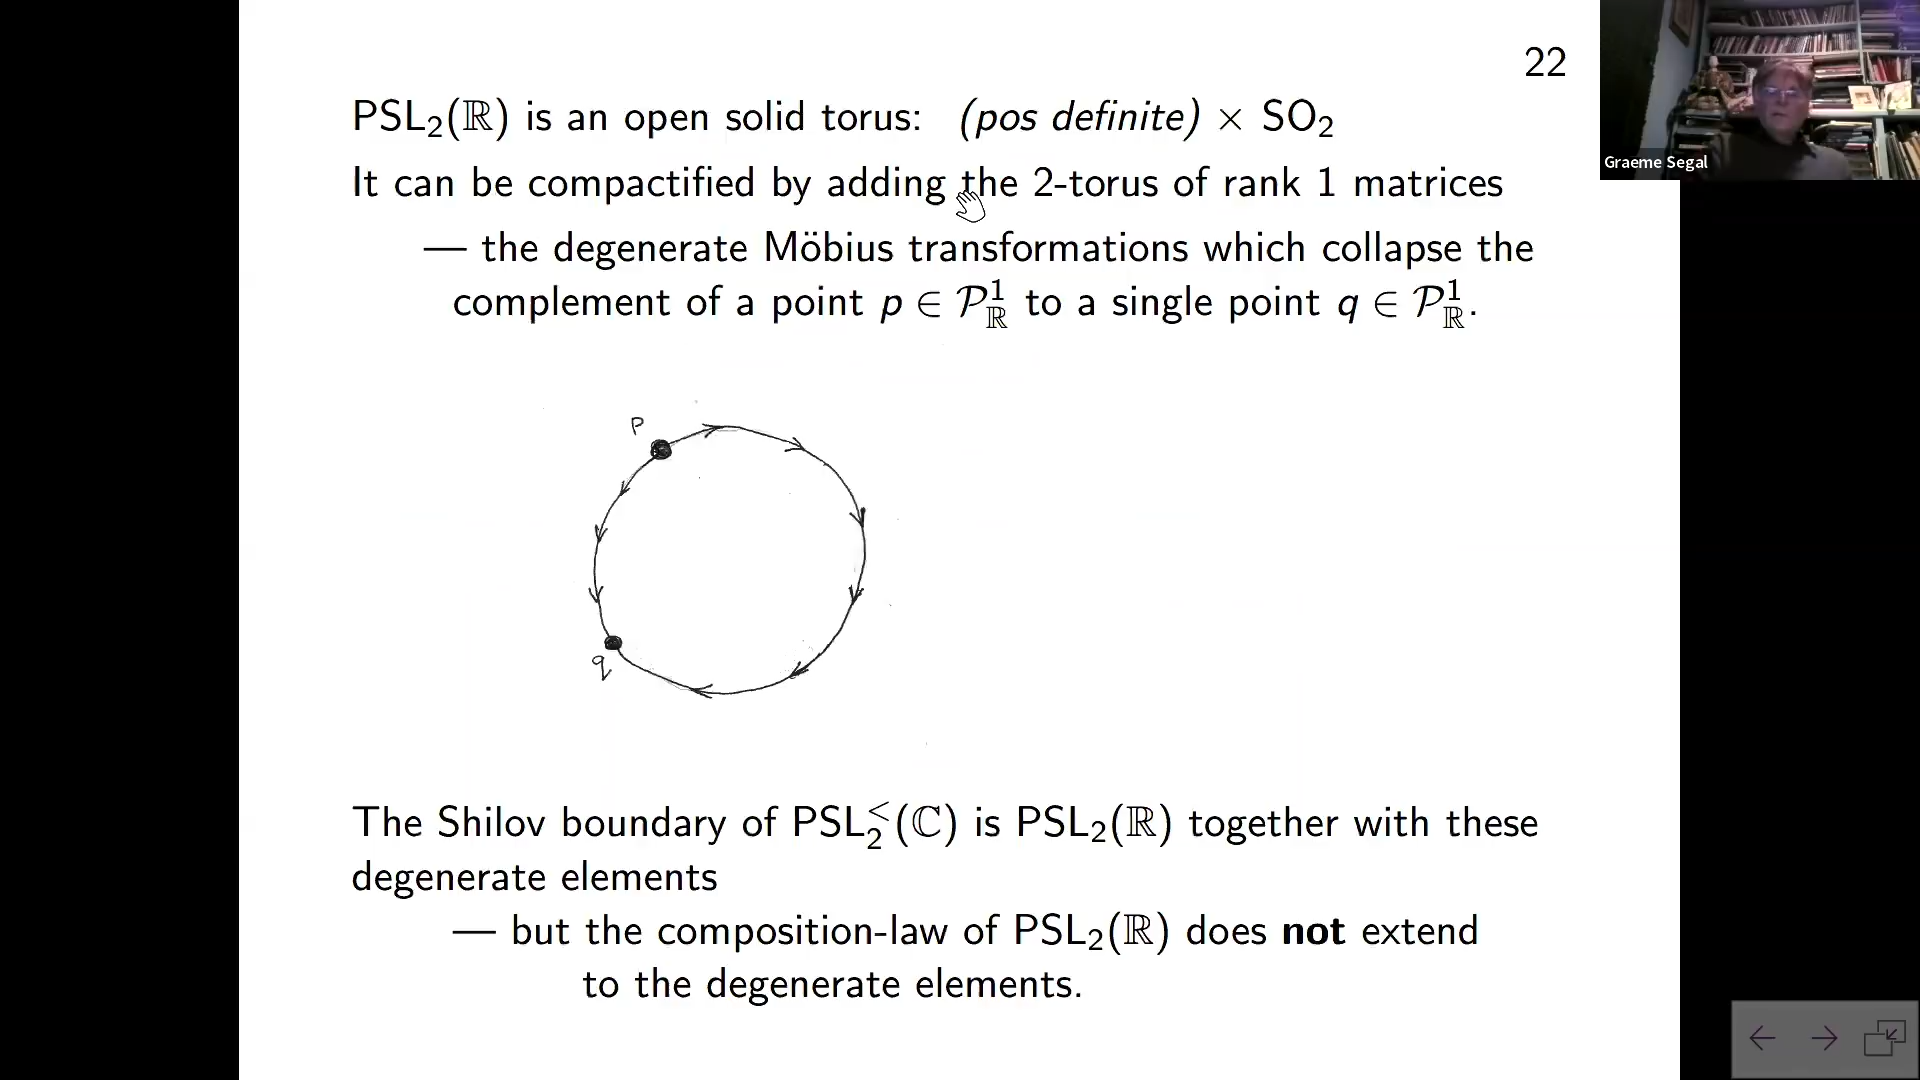 22
PSL₂(ℝ) is an open solid torus: (pos definite) × SO₂
It can be compactified by adding the 2-torus of rank 1 matrices
— the degenerate Möbius transformations which collapse the
complement of a point p ∈ 𝒫¹_ℝ to a single point q ∈ 𝒫¹_ℝ.
P
q
The Shilov boundary of PSL₂^<(ℂ) is PSL₂(ℝ) together with these
degenerate elements
— but the composition-law of PSL₂(ℝ) does not extend
to the degenerate elements.
Graeme Segal